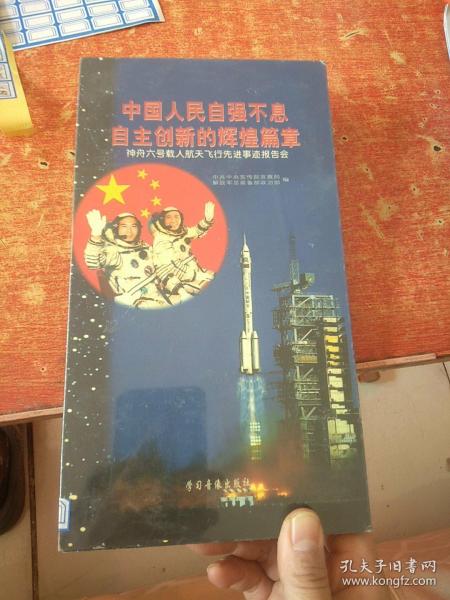 中国人民自强不息
自主创新的辉煌篇章
神舟六号载人航天飞行先进事迹报告会
中共中央宣传部宣教局
解放军总装备部政治部
编
学习音像出版社
孔夫子旧书网
www.kongfz.com